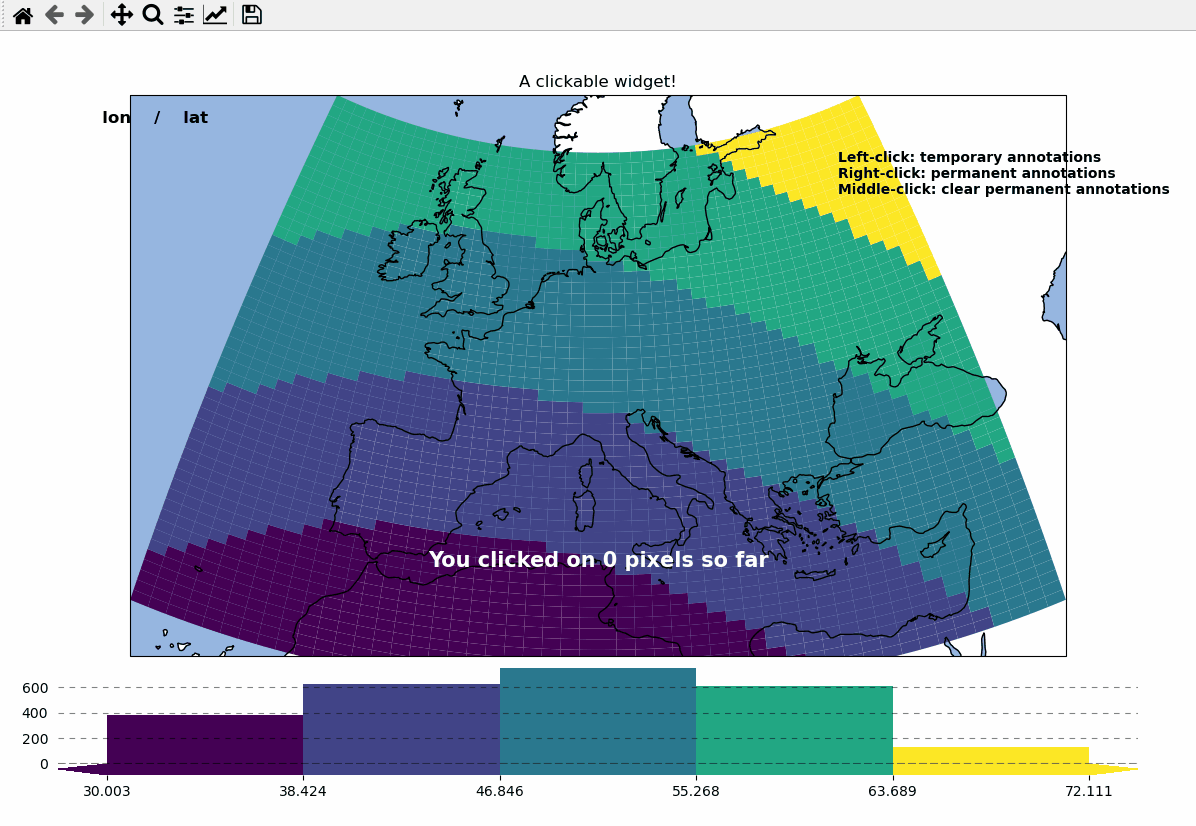 A clickable widget!
lon / lat
Left-click: temporary annotations
Right-click: permanent annotations
Middle-click: clear permanent annotations
You clicked on 0 pixels so far
600
400
200
0
30.003 38.424 46.846 55.268 63.689 72.111